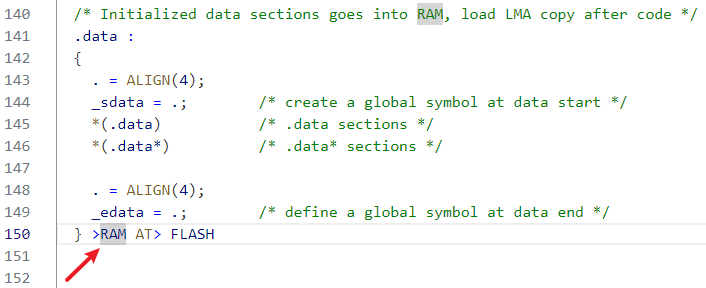 140 /* Initialized data sections goes into RAM, load LMA copy after code */
141 .data :
142 {
143 . = ALIGN(4);
144 _sdata = .; /* create a global symbol at data start */
145 *(.data) /* .data sections */
146 *(.data*) /* .data* sections */
147
148 . = ALIGN(4);
149 _edata = .; /* define a global symbol at data end */
150 } >RAM AT> FLASH
151
152